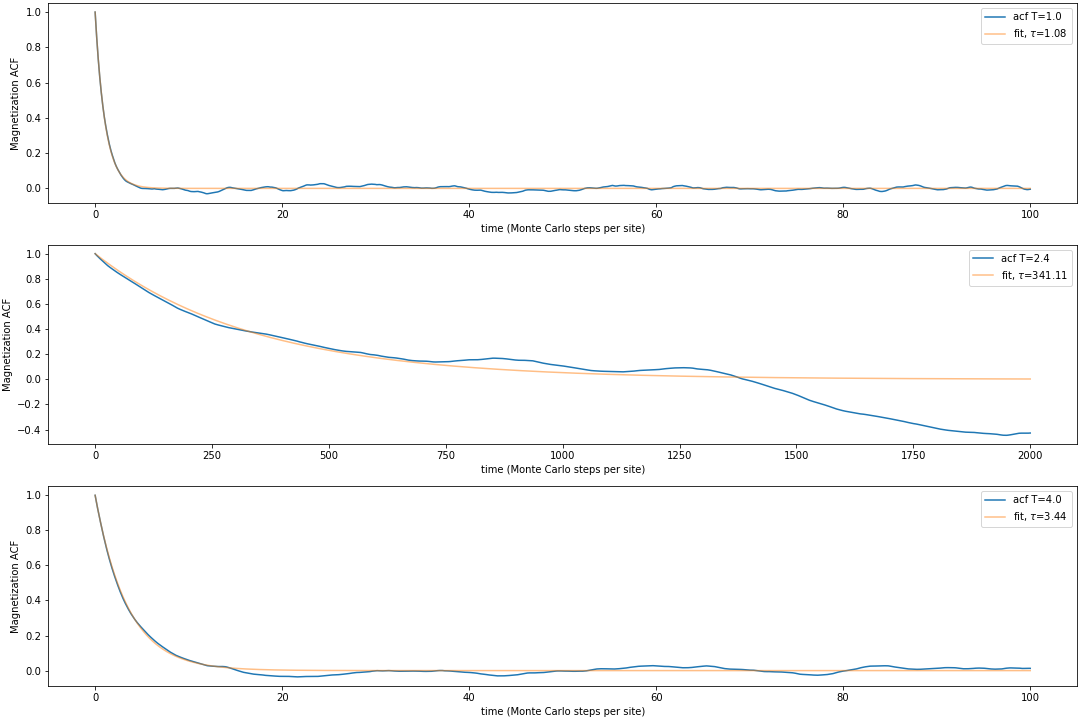 1.0
0.8
0.6
0.4
0.2
0.0
Magnetization ACF
acf T=1.0
fit, τ=1.08
0 20 40 60 80 100
time (Monte Carlo steps per site)
1.0
0.8
0.6
0.4
0.2
0.0
−0.2
−0.4
Magnetization ACF
acf T=2.4
fit, τ=341.11
0 250 500 750 1000 1250 1500 1750 2000
time (Monte Carlo steps per site)
1.0
0.8
0.6
0.4
0.2
0.0
Magnetization ACF
acf T=4.0
fit, τ=3.44
0 20 40 60 80 100
time (Monte Carlo steps per site)